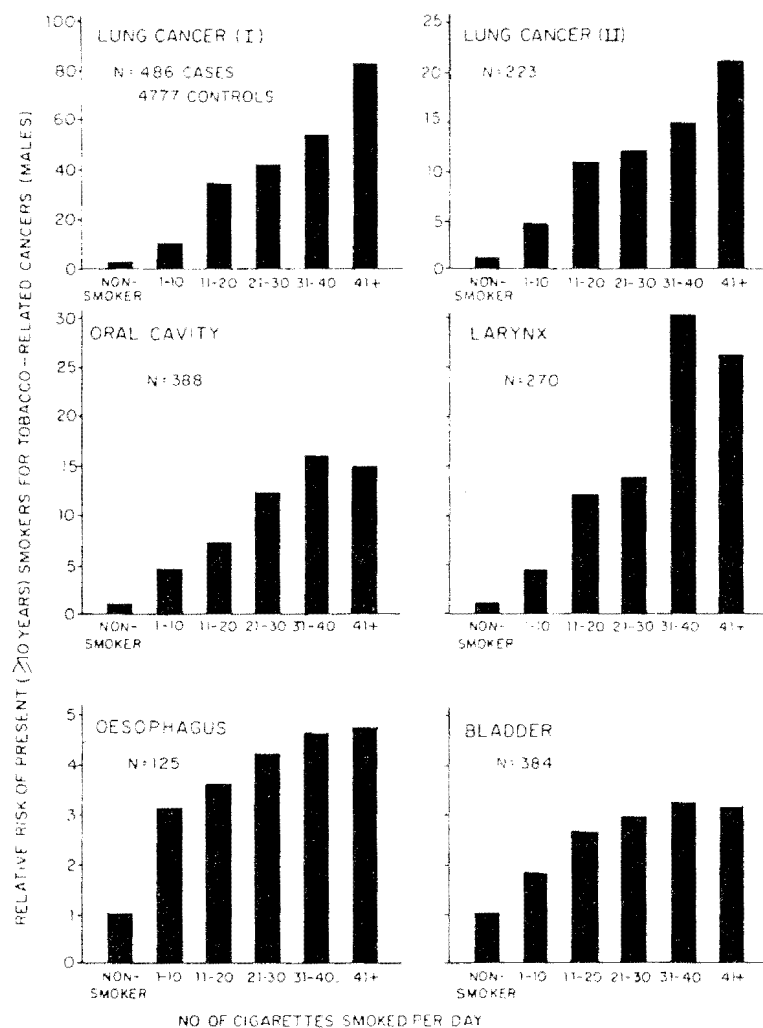 RELATIVE RISK OF PRESENT (≥10 YEARS) SMOKERS FOR TOBACCO-RELATED CANCERS (MALES)
LUNG CANCER (I)
N=486 CASES
4777 CONTROLS
100
80
60
40
20
0
NON-SMOKER 1-10 11-20 21-30 31-40 41+
LUNG CANCER (II)
N=223
25
20
15
10
5
0
NON-SMOKER 1-10 11-20 21-30 31-40 41+
ORAL CAVITY
N=388
30
25
20
15
10
5
0
NON-SMOKER 1-10 11-20 21-30 31-40 41+
LARYNX
N=270
NON-SMOKER 1-10 11-20 21-30 31-40 41+
OESOPHAGUS
N=125
5
4
3
2
1
0
NON-SMOKER 1-10 11-20 21-30 31-40 41+
BLADDER
N=384
NON-SMOKER 1-10 11-20 21-30 31-40 41+
NO OF CIGARETTES SMOKED PER DAY